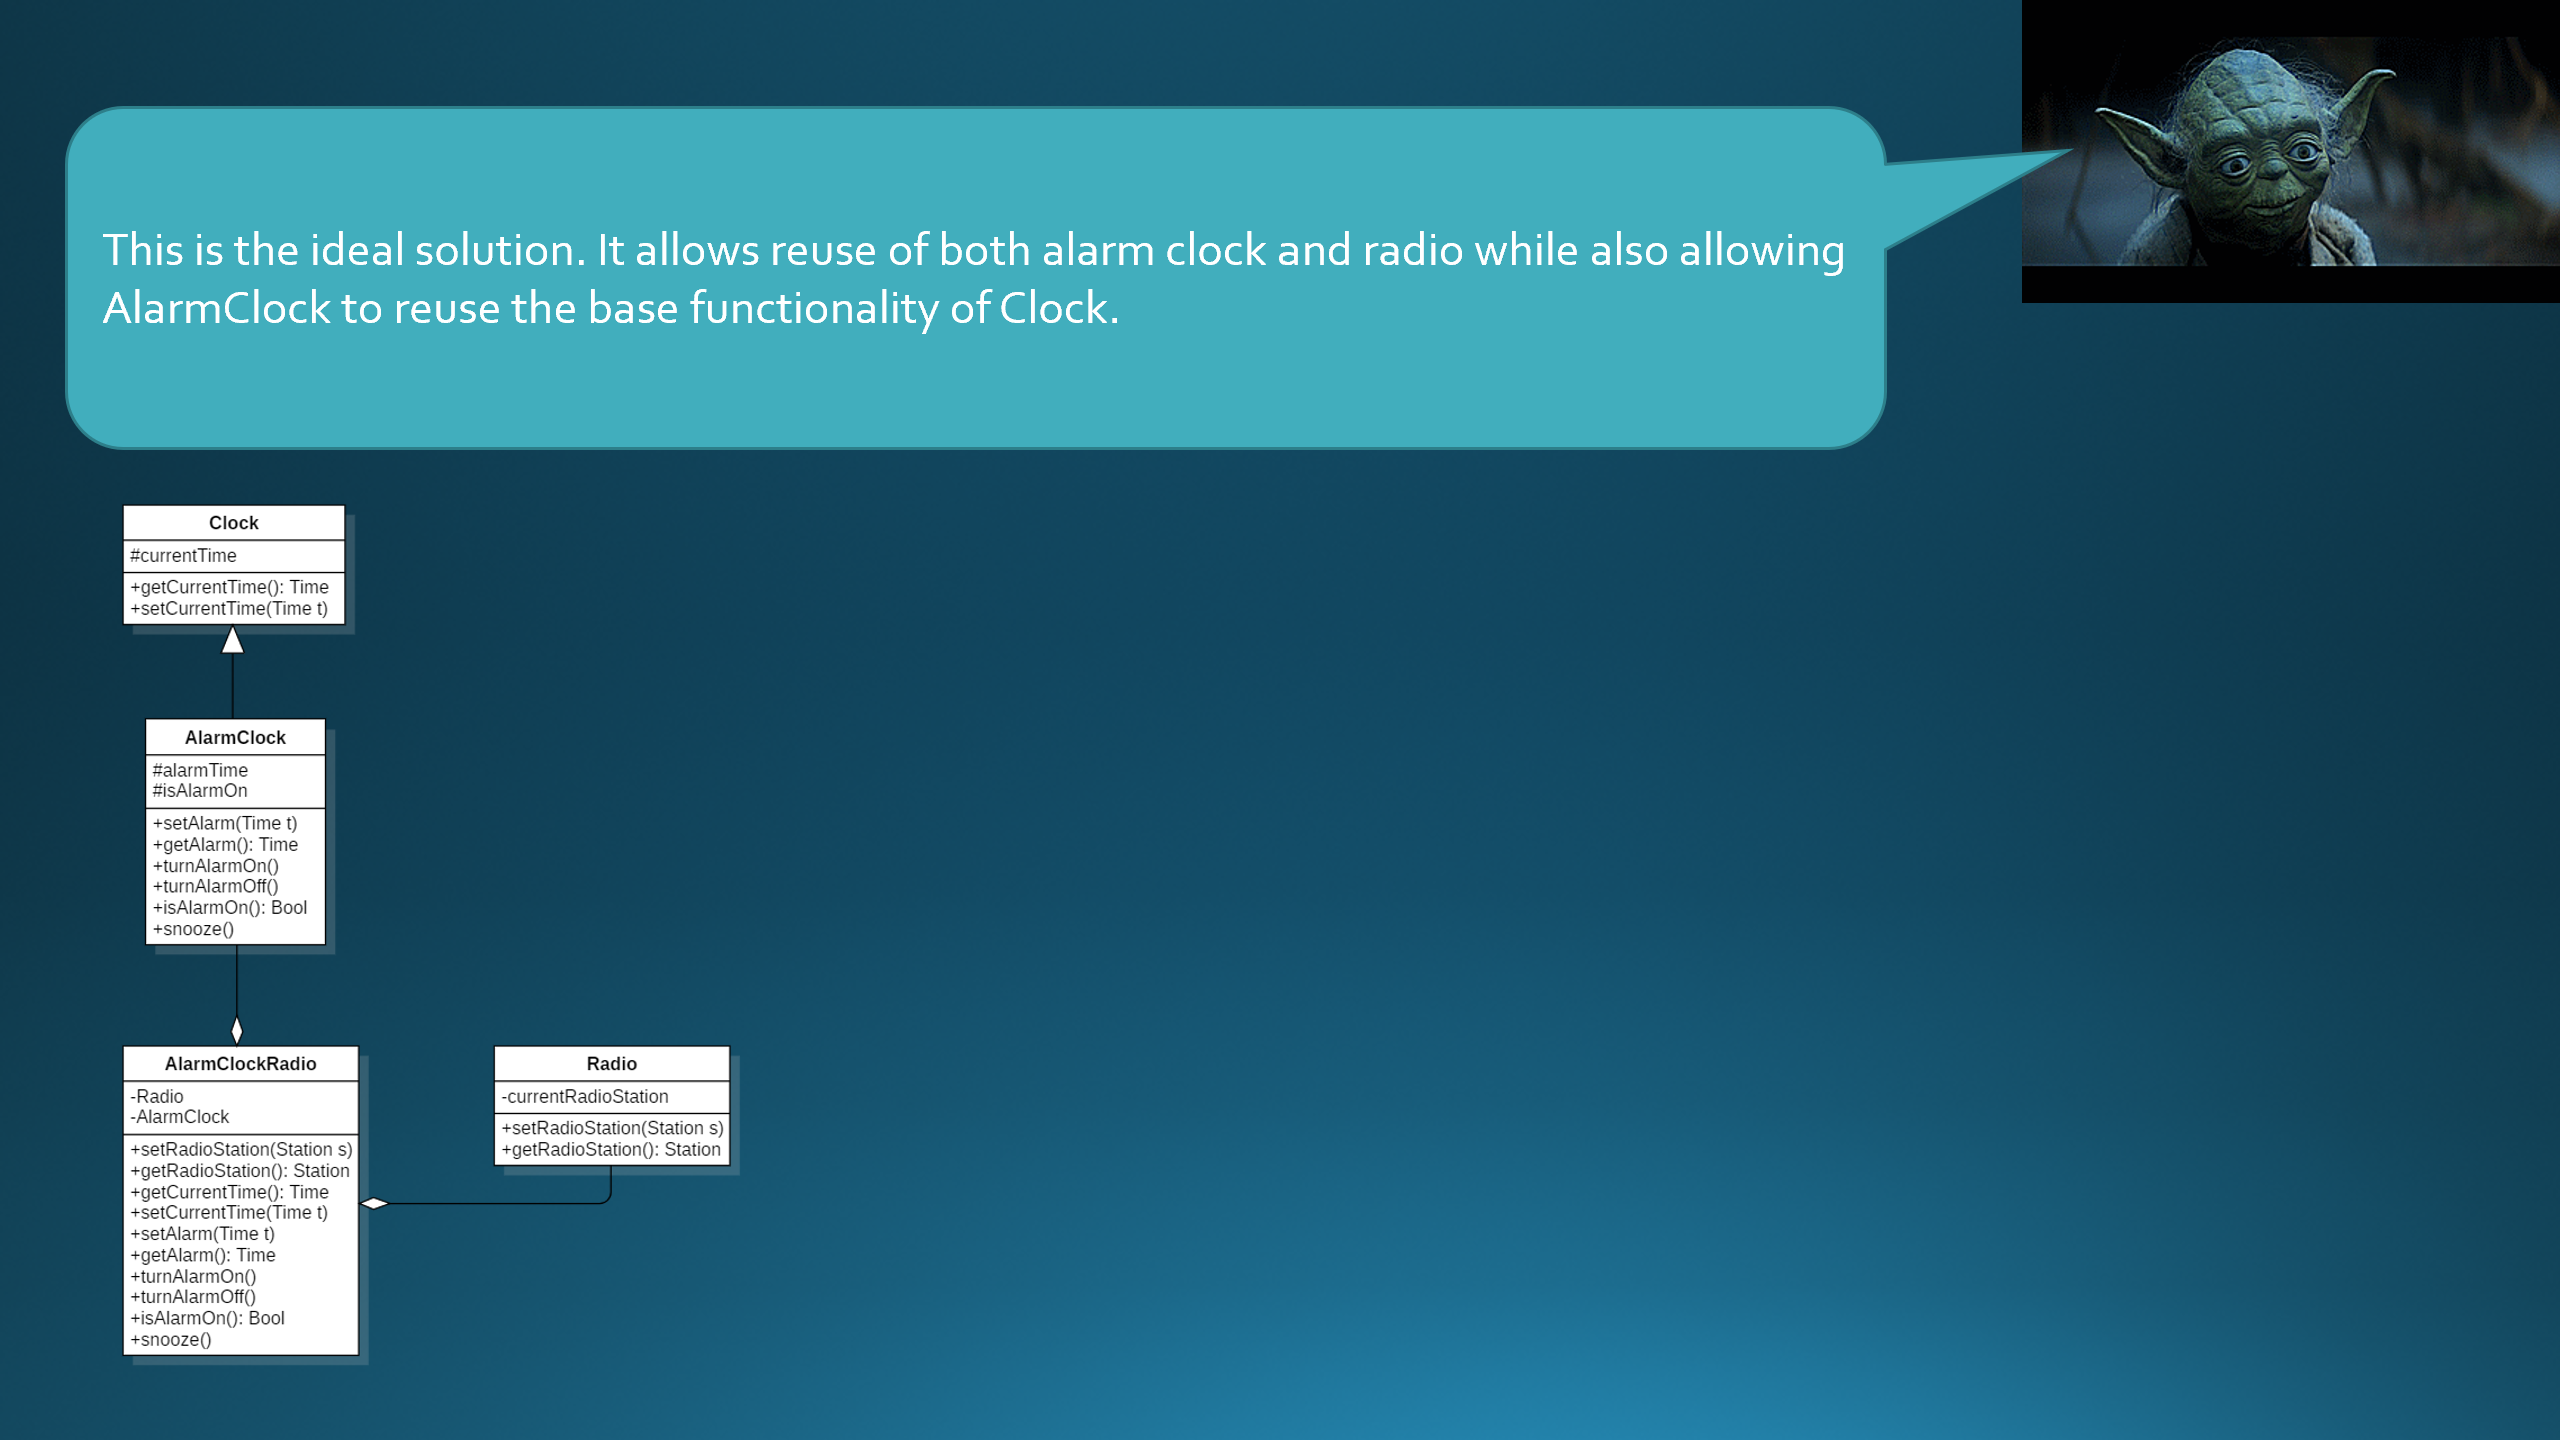 This is the ideal solution. It allows reuse of both alarm clock and radio while also allowing
AlarmClock to reuse the base functionality of Clock.
Clock
#currentTime
+getCurrentTime(): Time
+setCurrentTime(Time t)
AlarmClock
#alarmTime
#isAlarmOn
+setAlarm(Time t)
+getAlarm(): Time
+turnAlarmOn()
+turnAlarmOff()
+isAlarmOn(): Bool
+snooze()
AlarmClockRadio
-Radio
-AlarmClock
+setRadioStation(Station s)
+getRadioStation(): Station
+getCurrentTime(): Time
+setCurrentTime(Time t)
+setAlarm(Time t)
+getAlarm(): Time
+turnAlarmOn()
+turnAlarmOff()
+isAlarmOn(): Bool
+snooze()
Radio
-currentRadioStation
+setRadioStation(Station s)
+getRadioStation(): Station